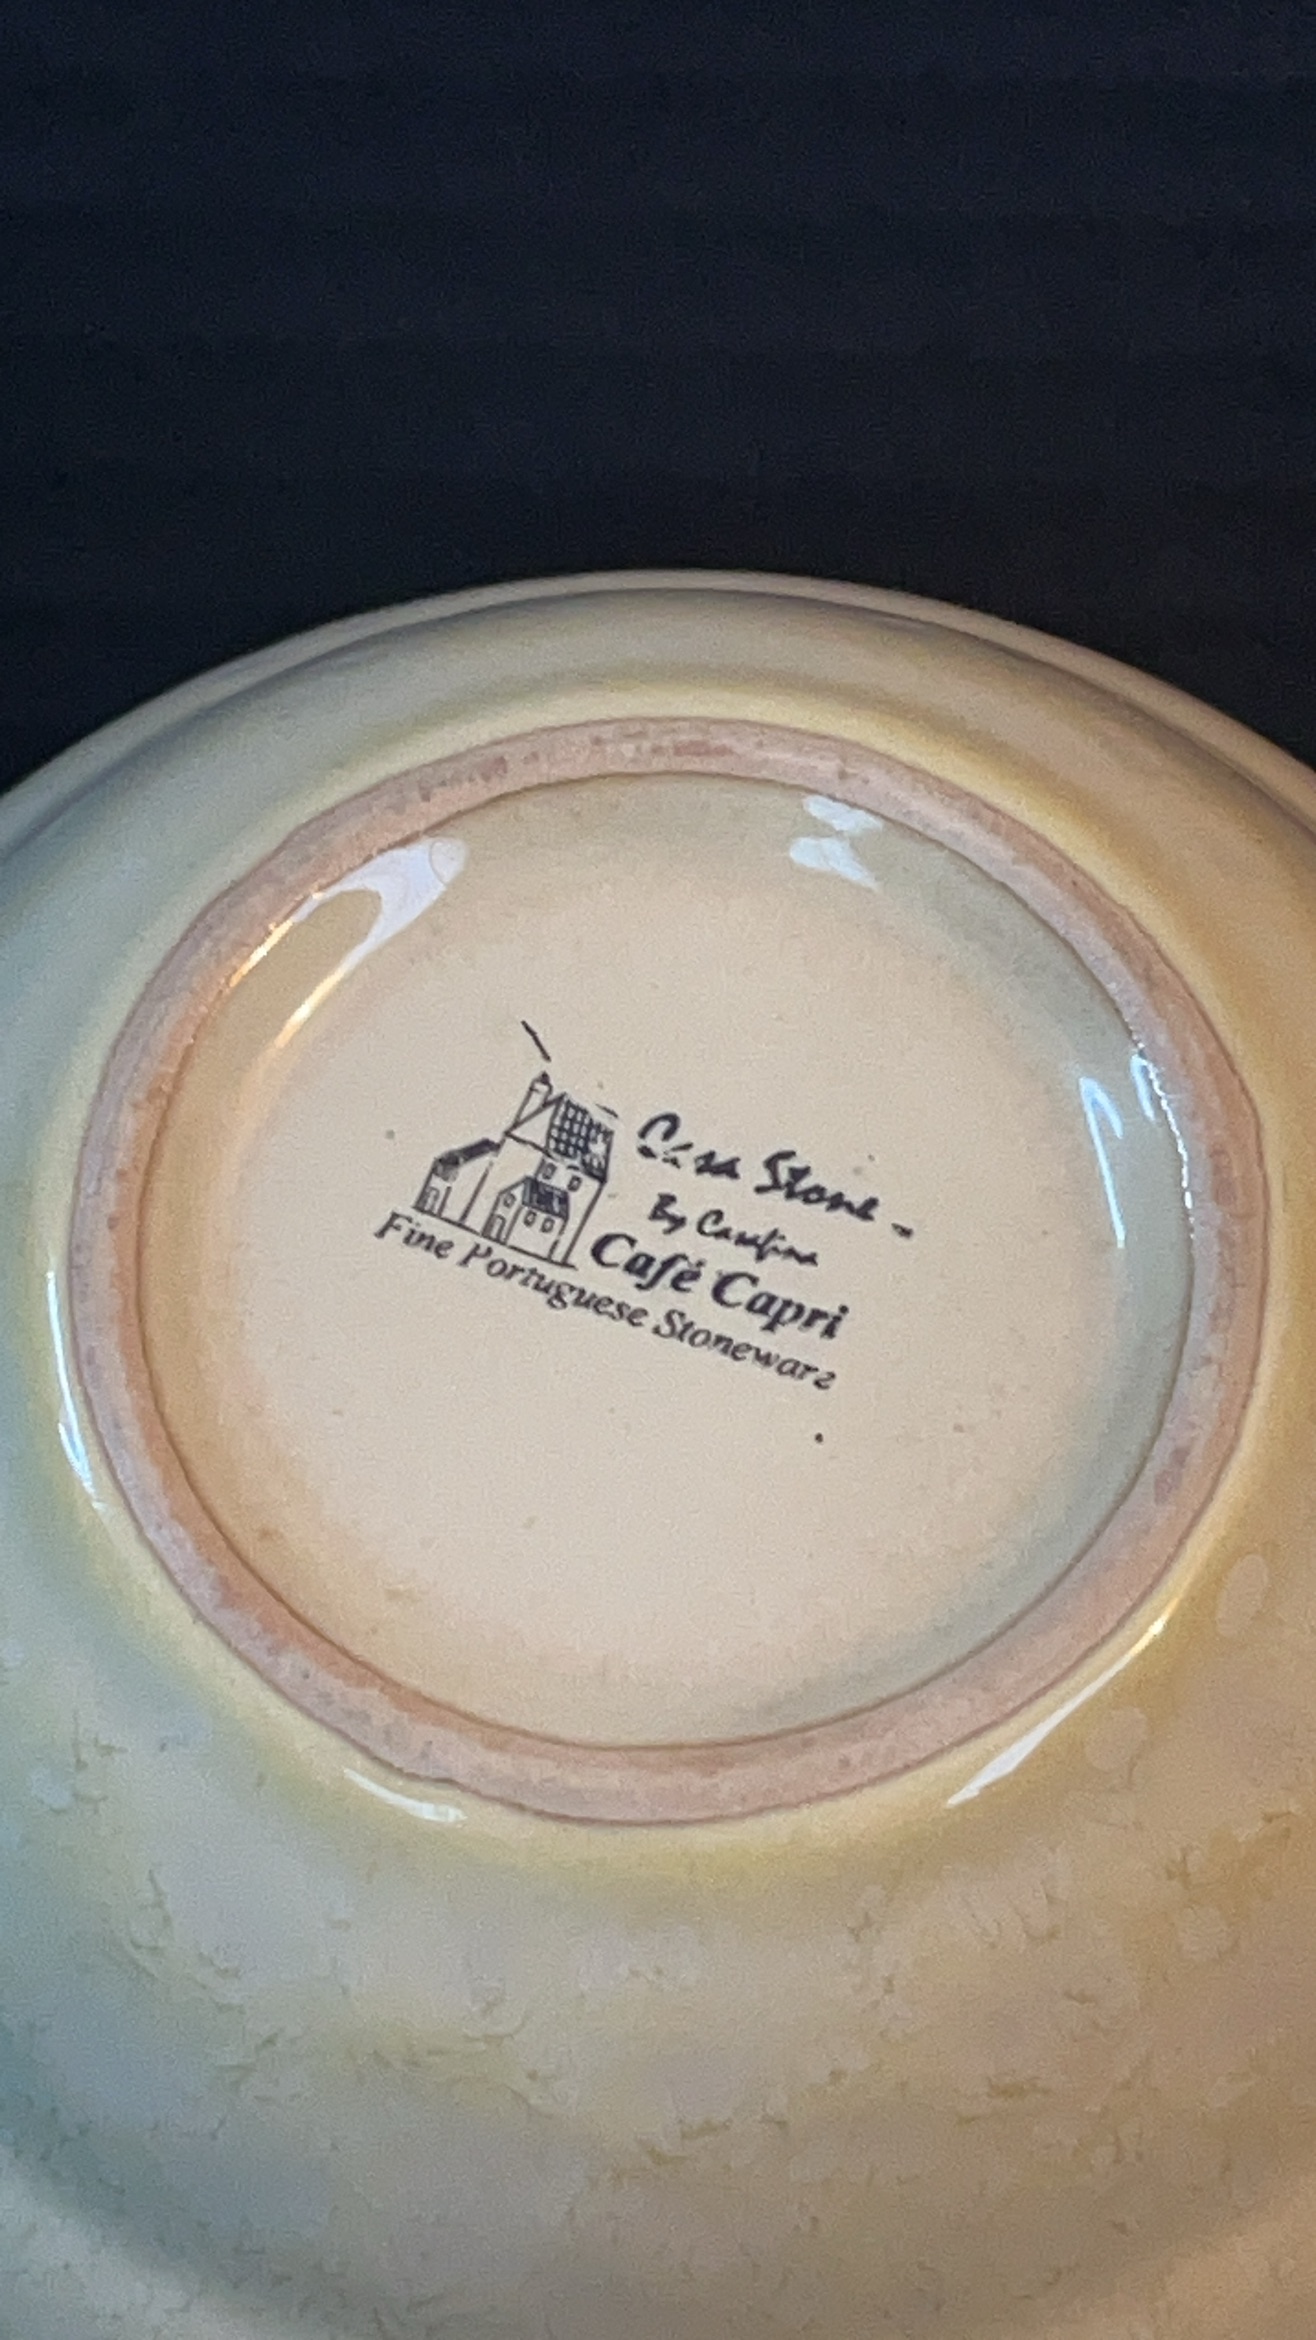 Casa Stone
By Casafina
Café Capri
Fine Portuguese Stoneware